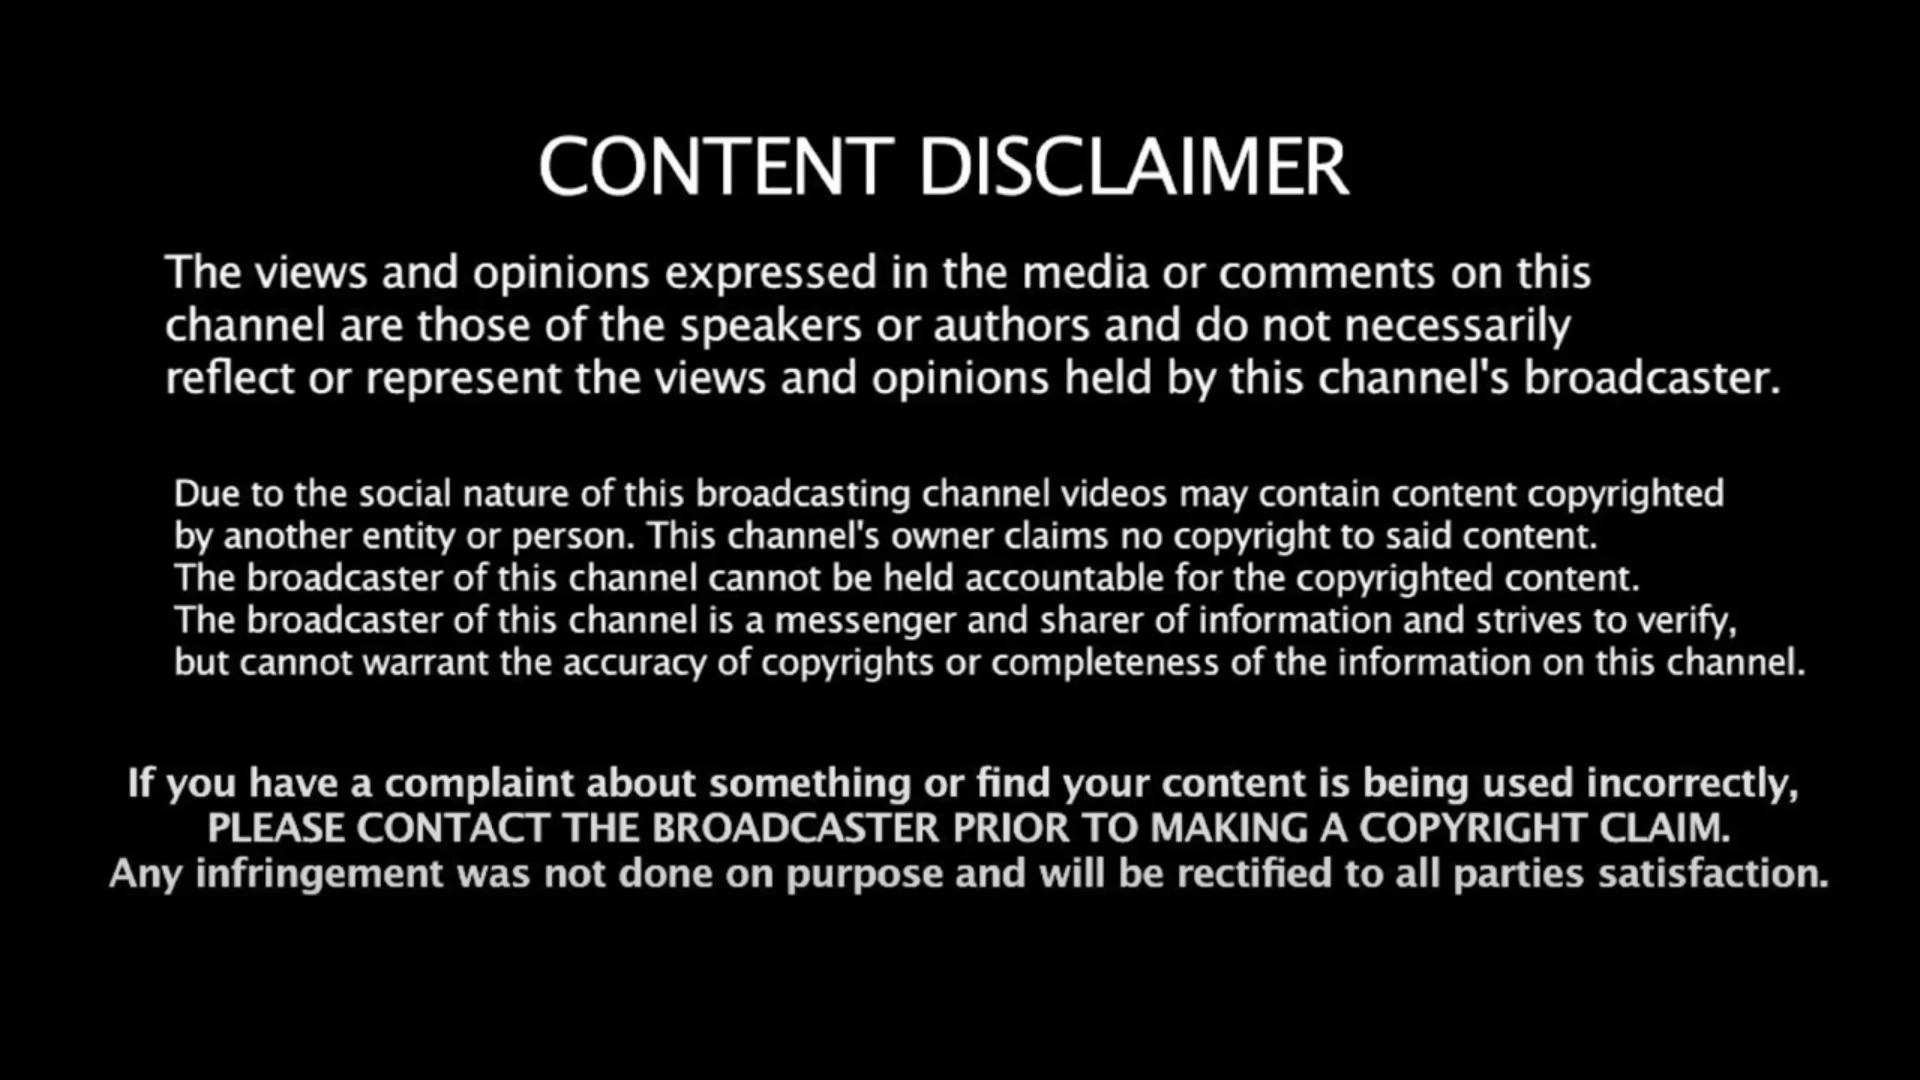 CONTENT DISCLAIMER
The views and opinions expressed in the media or comments on this
channel are those of the speakers or authors and do not necessarily
reflect or represent the views and opinions held by this channel's broadcaster.
Due to the social nature of this broadcasting channel videos may contain content copyrighted
by another entity or person. This channel's owner claims no copyright to said content.
The broadcaster of this channel cannot be held accountable for the copyrighted content.
The broadcaster of this channel is a messenger and sharer of information and strives to verify,
but cannot warrant the accuracy of copyrights or completeness of the information on this channel.
If you have a complaint about something or find your content is being used incorrectly,
PLEASE CONTACT THE BROADCASTER PRIOR TO MAKING A COPYRIGHT CLAIM.
Any infringement was not done on purpose and will be rectified to all parties satisfaction.